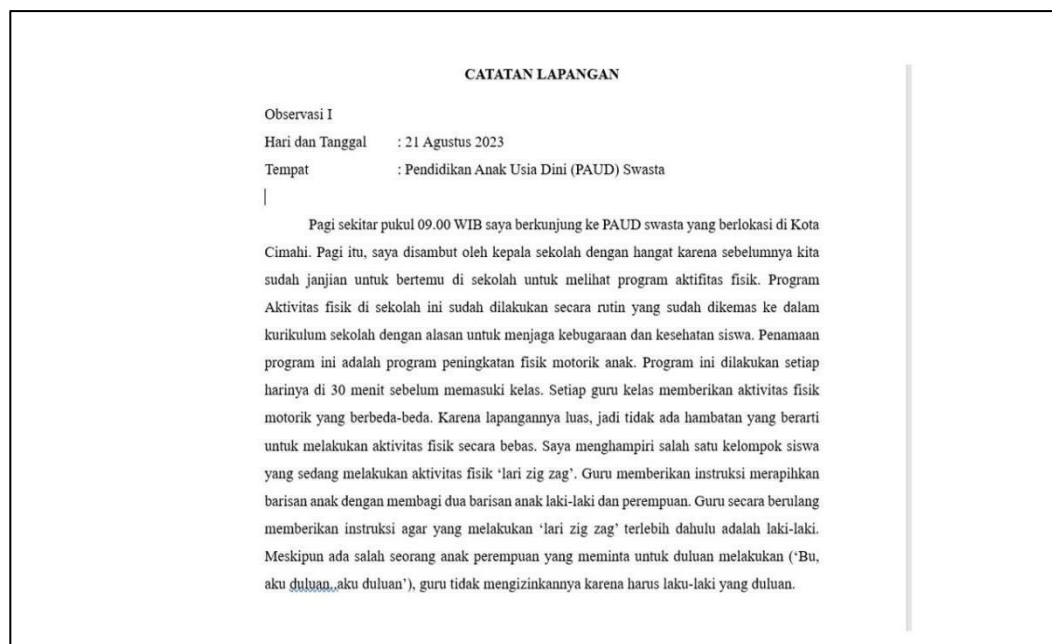 CATATAN LAPANGAN
Observasi I
Hari dan Tanggal : 21 Agustus 2023
Tempat : Pendidikan Anak Usia Dini (PAUD) Swasta
Pagi sekitar pukul 09.00 WIB saya berkunjung ke PAUD swasta yang berlokasi di Kota
Cimahi. Pagi itu, saya disambut oleh kepala sekolah dengan hangat karena sebelumnya kita
sudah janjian untuk bertemu di sekolah untuk melihat program aktifitas fisik. Program
Aktivitas fisik di sekolah ini sudah dilakukan secara rutin yang sudah dikemas ke dalam
kurikulum sekolah dengan alasan untuk menjaga kebugaraan dan kesehatan siswa. Penamaan
program ini adalah program peningkatan fisik motorik anak. Program ini dilakukan setiap
harinya di 30 menit sebelum memasuki kelas. Setiap guru kelas memberikan aktivitas fisik
motorik yang berbeda-beda. Karena lapangannya luas, jadi tidak ada hambatan yang berarti
untuk melakukan aktivitas fisik secara bebas. Saya menghampiri salah satu kelompok siswa
yang sedang melakukan aktivitas fisik ‘lari zig zag’. Guru memberikan instruksi merapihkan
barisan anak dengan membagi dua barisan anak laki-laki dan perempuan. Guru secara berulang
memberikan instruksi agar yang melakukan ‘lari zig zag’ terlebih dahulu adalah laki-laki.
Meskipun ada salah seorang anak perempuan yang meminta untuk duluan melakukan (‘Bu,
aku duluan..aku duluan’), guru tidak mengizinkannya karena harus laku-laki yang duluan.